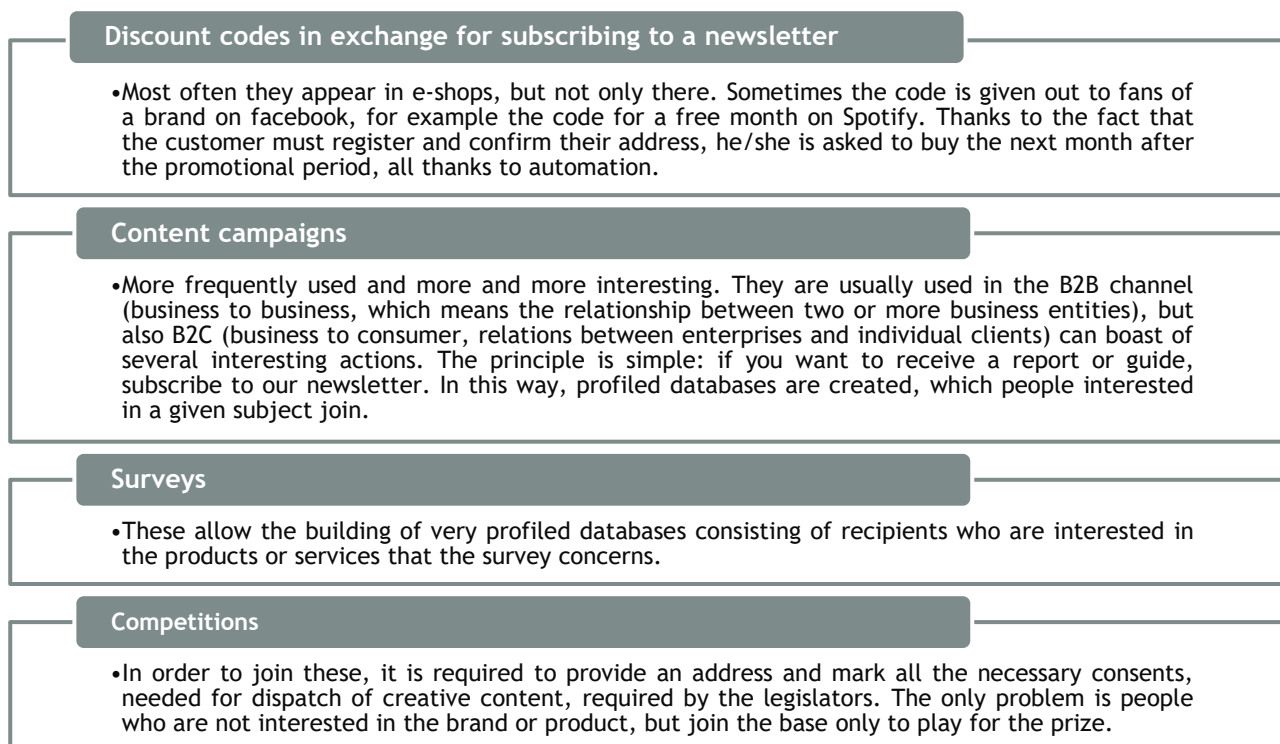 Discount codes in exchange for subscribing to a newsletter
•Most often they appear in e-shops, but not only there. Sometimes the code is given out to fans of
a brand on facebook, for example the code for a free month on Spotify. Thanks to the fact that
the customer must register and confirm their address, he/she is asked to buy the next month after
the promotional period, all thanks to automation.
Content campaigns
•More frequently used and more and more interesting. They are usually used in the B2B channel
(business to business, which means the relationship between two or more business entities), but
also B2C (business to consumer, relations between enterprises and individual clients) can boast of
several interesting actions. The principle is simple: if you want to receive a report or guide,
subscribe to our newsletter. In this way, profiled databases are created, which people interested
in a given subject join.
Surveys
•These allow the building of very profiled databases consisting of recipients who are interested in
the products or services that the survey concerns.
Competitions
•In order to join these, it is required to provide an address and mark all the necessary consents,
needed for dispatch of creative content, required by the legislators. The only problem is people
who are not interested in the brand or product, but join the base only to play for the prize.